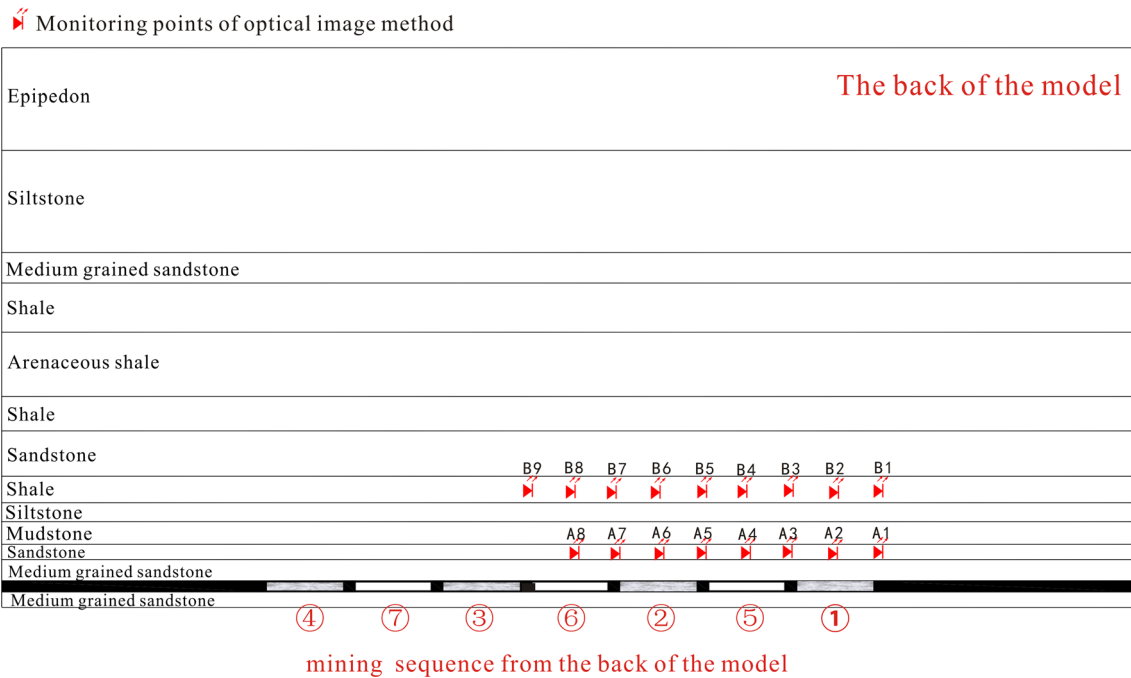 Monitoring points of optical image method
The back of the model
Epipedon
Siltstone
Medium grained sandstone
Shale
Arenaceous shale
Shale
Sandstone
B9 B8 B7 B6 B5 B4 B3 B2 B1
Shale
Siltstone
Mudstone
A8 A7 A6 A5 A4 A3 A2 A1
Sandstone
Medium grained sandstone
Medium grained sandstone
④ ⑦ ③ ⑥ ② ⑤ ①
mining sequence from the back of the model